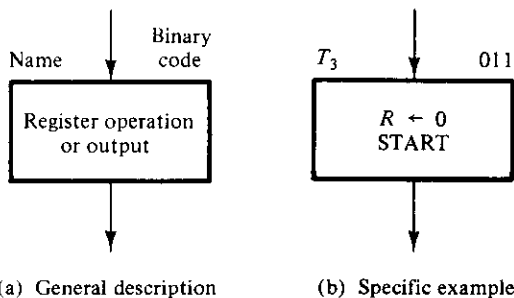 Name
Binary
code
Register operation
or output
(a) General description
T₃
011
R ← 0
START
(b) Specific example